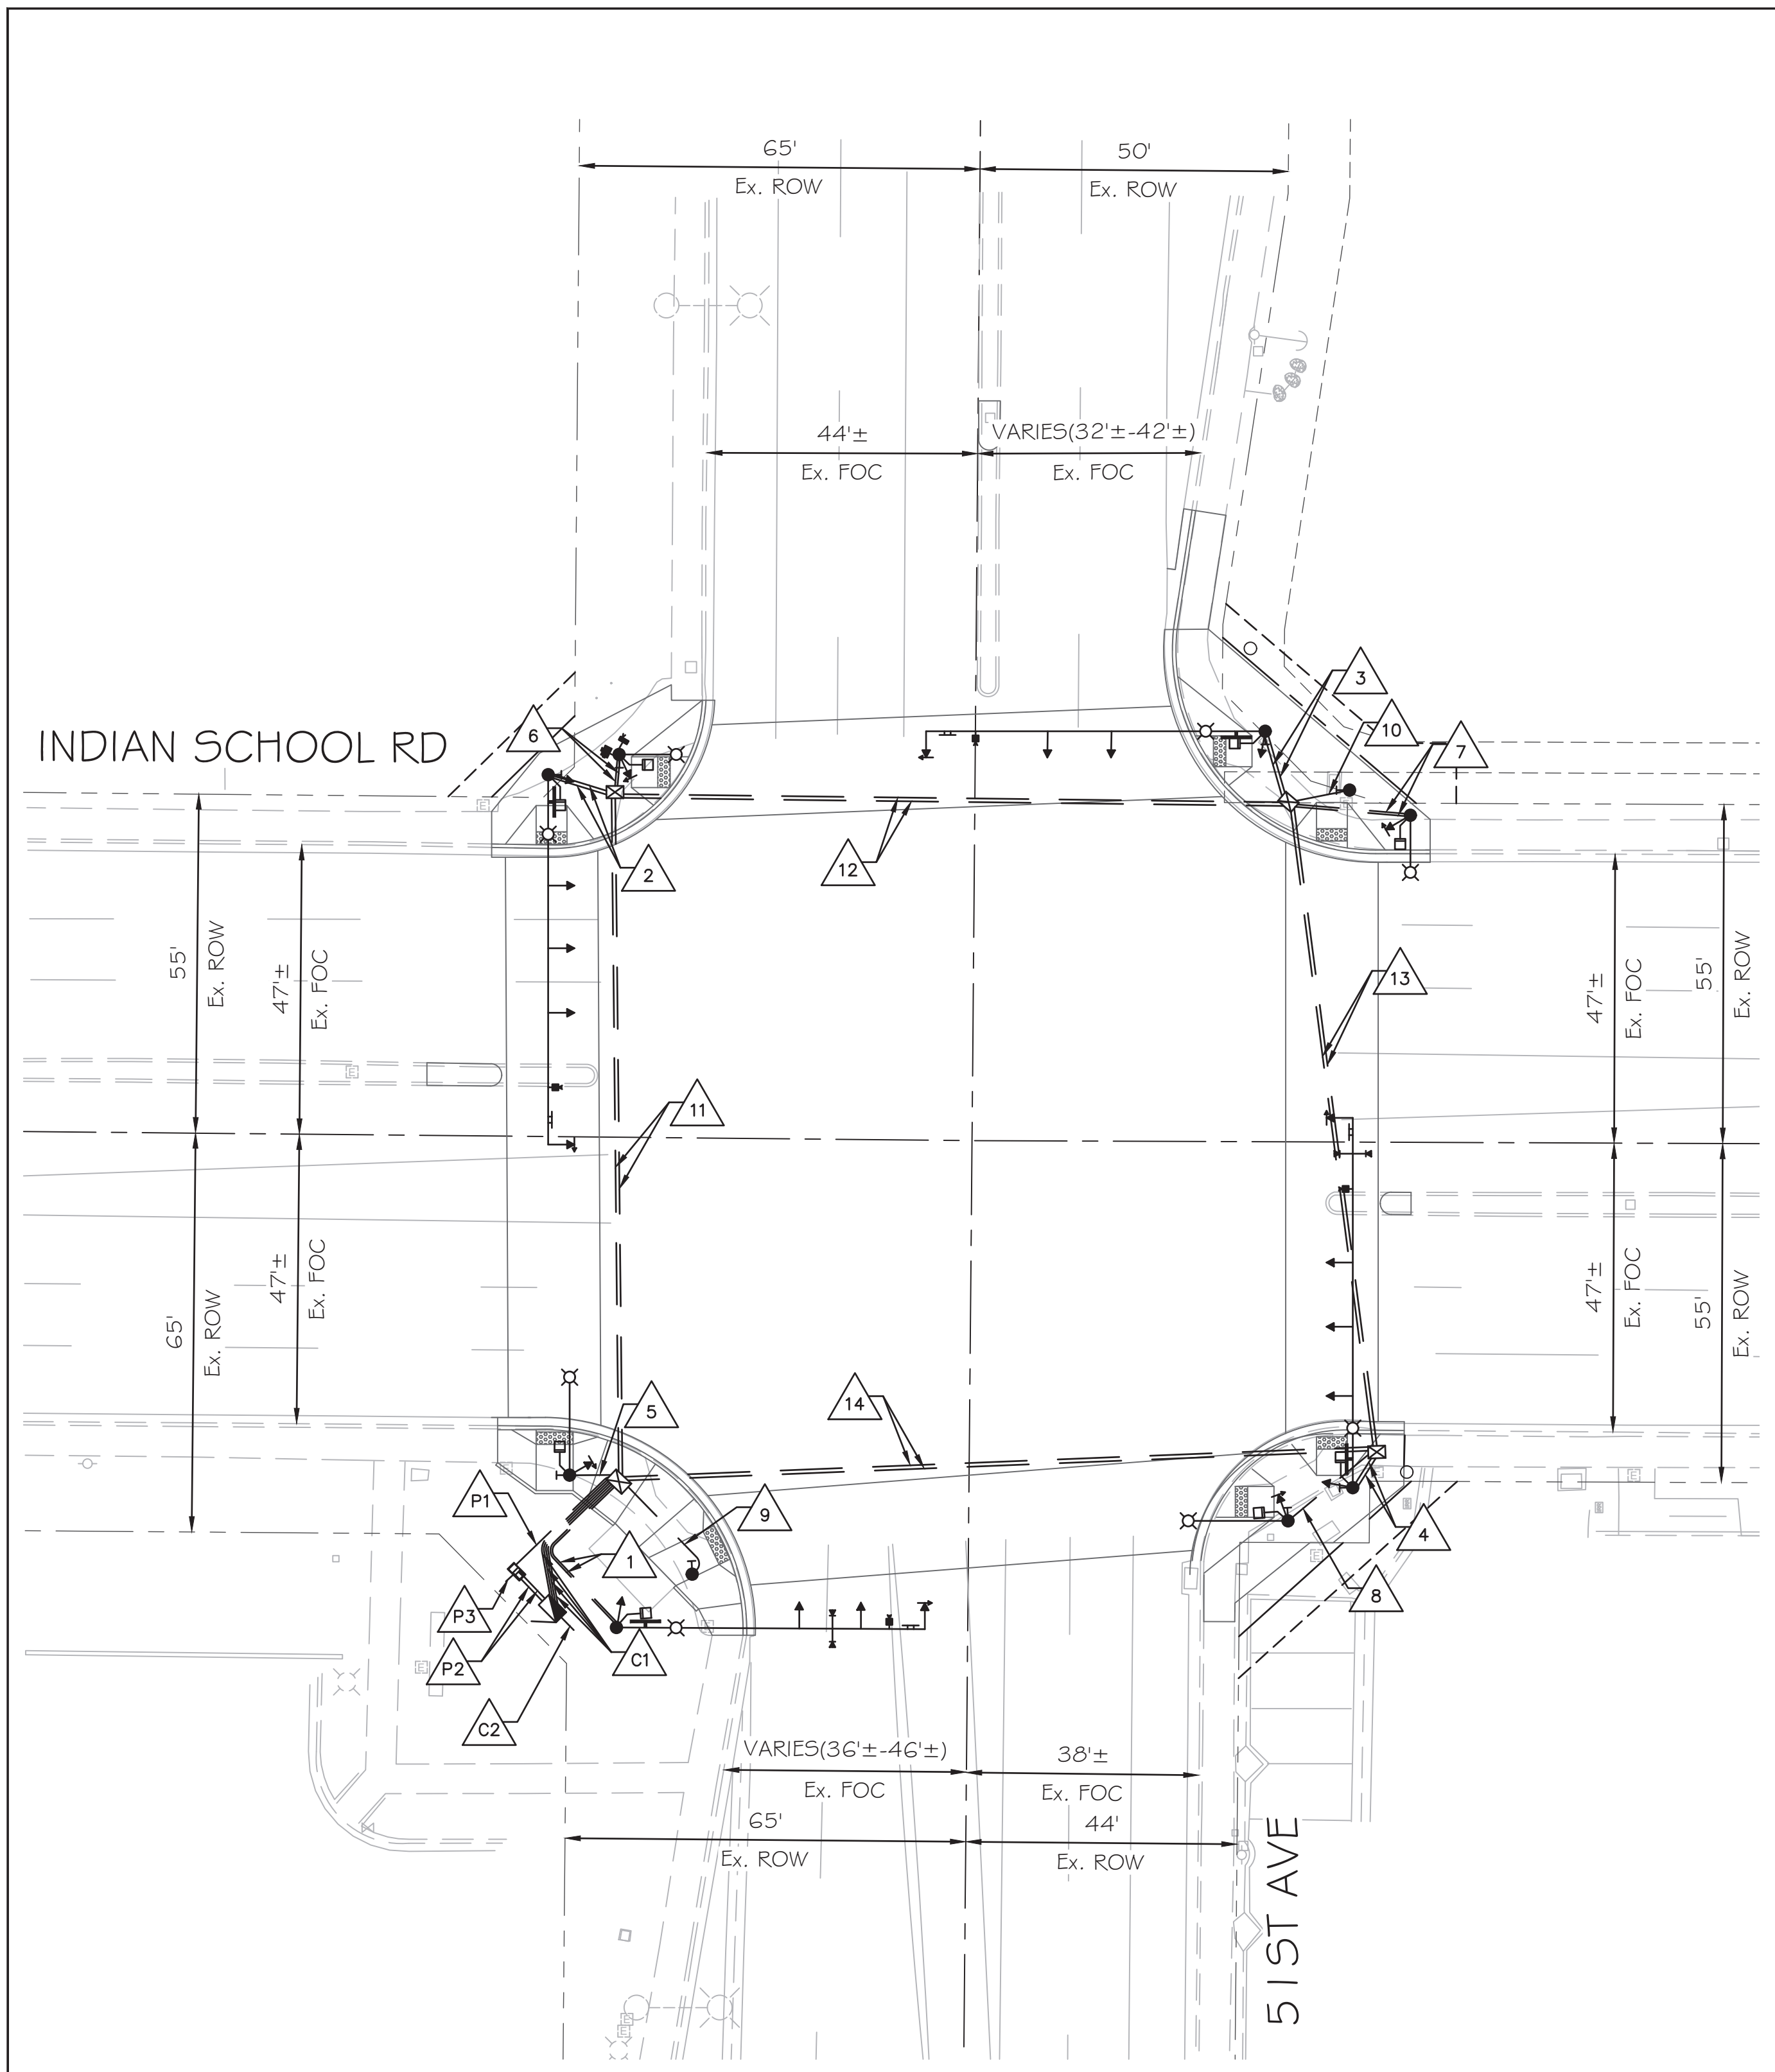 65'
Ex. ROW
50'
Ex. ROW
44'±
Ex. FOC
VARIES(32'±-42'±)
Ex. FOC
INDIAN SCHOOL RD
6
3
10
7
E
E
2
12
55'
Ex. ROW
47'±
Ex. FOC
13
47'±
Ex. FOC
55'
Ex. ROW
E
11
65'
Ex. ROW
47'±
Ex. FOC
47'±
Ex. FOC
55'
Ex. ROW
5
14
E
E
P1
9
4
1
E
8
P3
P2
C1
E
C2
VARIES(36'±-46'±)
Ex. FOC
38'±
Ex. FOC
65'
Ex. ROW
44'
Ex. ROW
51ST AVE
E
E